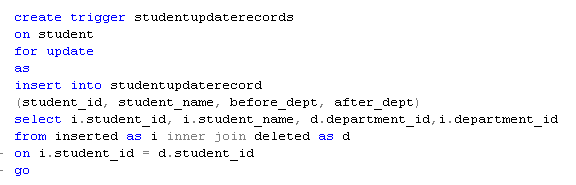 create trigger studentupdaterecords
on student
for update
as
insert into studentupdaterecord
(student_id, student_name, before_dept, after_dept)
select i.student_id, i.student_name, d.department_id,i.department_id
from inserted as i inner join deleted as d
on i.student_id = d.student_id
go